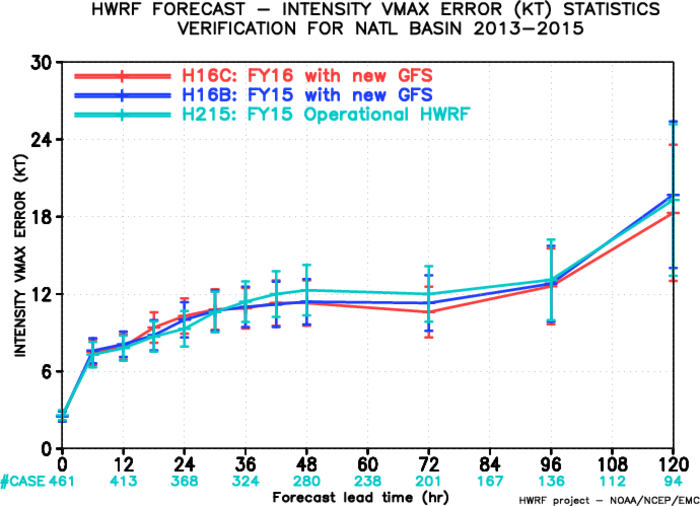 HWRF FORECAST − INTENSITY VMAX ERROR (KT) STATISTICS
VERIFICATION FOR NATL BASIN 2013−2015
H16C: FY16 with new GFS
H16B: FY15 with new GFS
H215: FY15 Operational HWRF
INTENSITY VMAX ERROR (KT)
30
24
18
12
6
0
0 12 24 36 48 60 72 84 96 108 120
#CASE 461 413 368 324 280 238 201 167 136 112 94
Forecast lead time (hr)
HWRF project − NOAA/NCEP/EMC